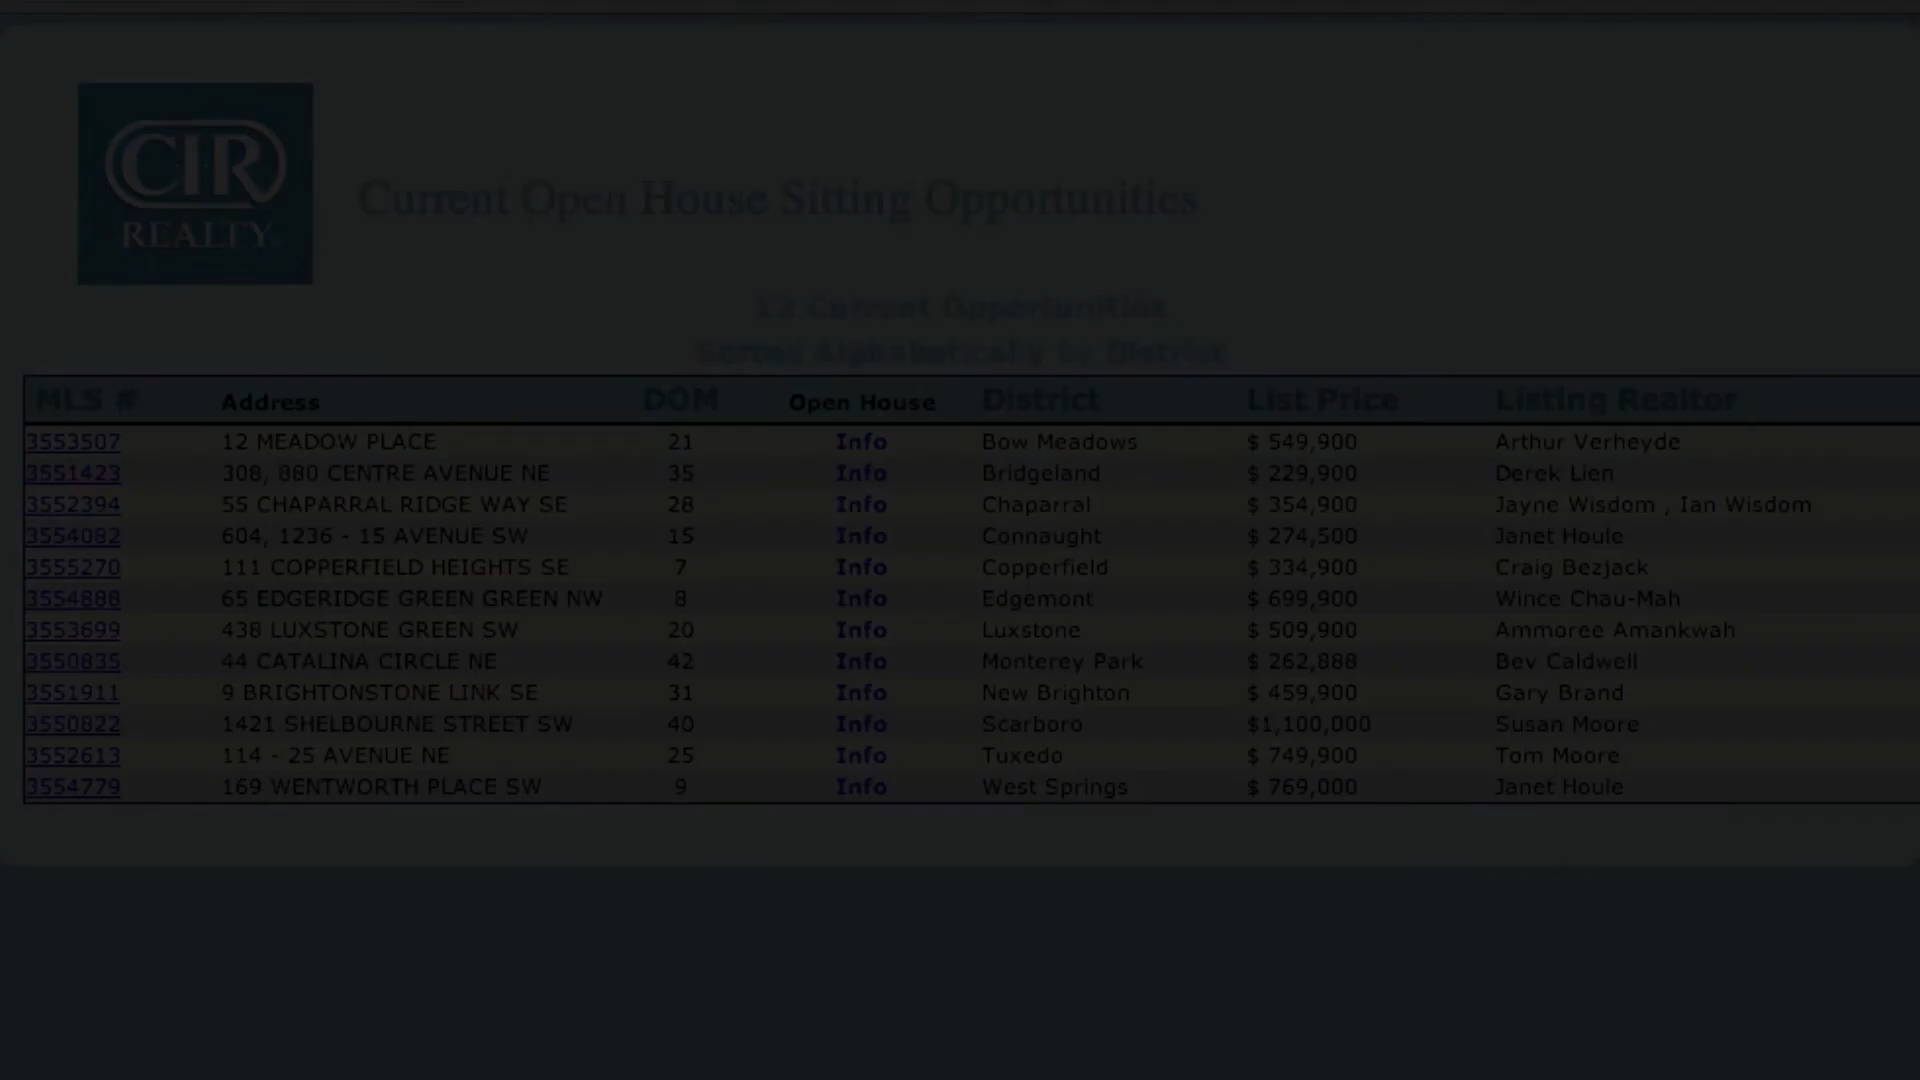 CIR
REALTY
Current Open House Sitting Opportunities
12 Current Opportunities
Sorted Alphabetically by District
MLS # Address DOM Open House District List Price Listing Realtor
3553507 12 MEADOW PLACE 21 Info Bow Meadows $ 549,900 Arthur Verheyde
3551423 308, 880 CENTRE AVENUE NE 35 Info Bridgeland $ 229,900 Derek Lien
3552394 55 CHAPARRAL RIDGE WAY SE 28 Info Chaparral $ 354,900 Jayne Wisdom , Ian Wisdom
3554082 604, 1236 - 15 AVENUE SW 15 Info Connaught $ 274,500 Janet Houle
3555270 111 COPPERFIELD HEIGHTS SE 7 Info Copperfield $ 334,900 Craig Bezjack
3554888 65 EDGERIDGE GREEN GREEN NW 8 Info Edgemont $ 699,900 Wince Chau-Mah
3553699 438 LUXSTONE GREEN SW 20 Info Luxstone $ 509,900 Ammoree Amankwah
3550835 44 CATALINA CIRCLE NE 42 Info Monterey Park $ 262,888 Bev Caldwell
3551911 9 BRIGHTONSTONE LINK SE 31 Info New Brighton $ 459,900 Gary Brand
3550822 1421 SHELBOURNE STREET SW 40 Info Scarboro $1,100,000 Susan Moore
3552613 114 - 25 AVENUE NE 25 Info Tuxedo $ 749,900 Tom Moore
3554779 169 WENTWORTH PLACE SW 9 Info West Springs $ 769,000 Janet Houle